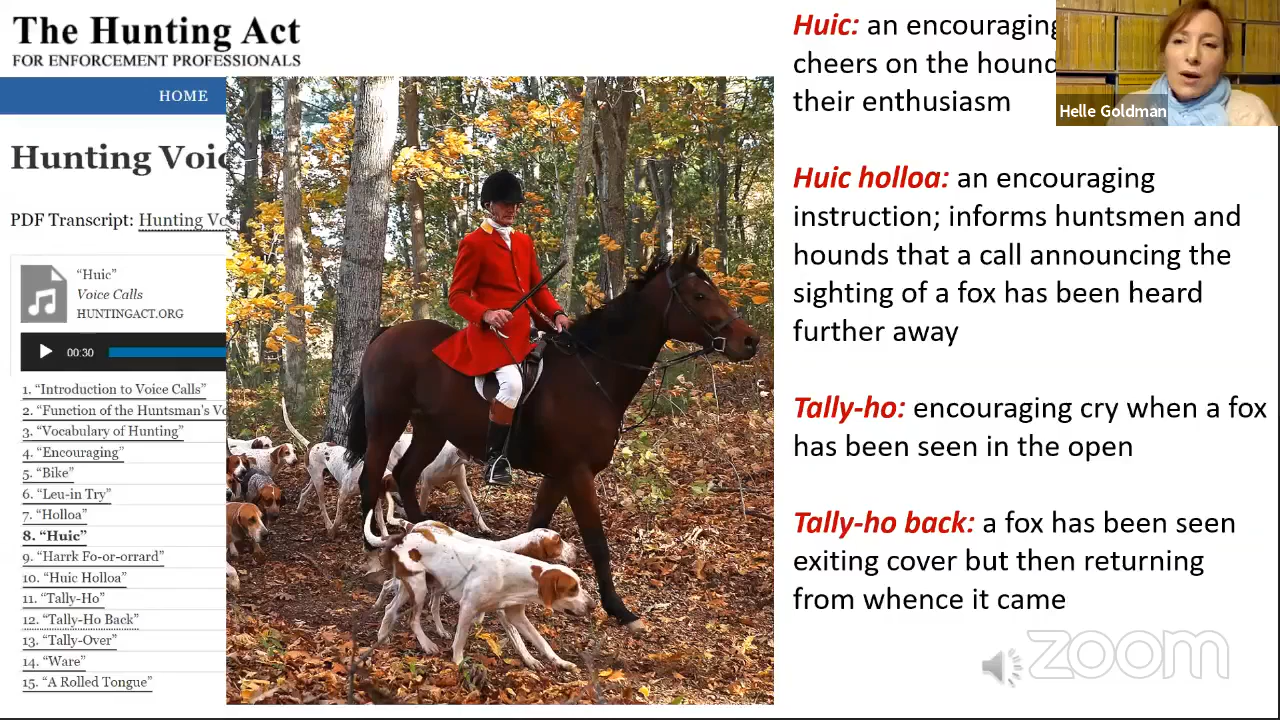 The Hunting Act
FOR ENFORCEMENT PROFESSIONALS
HOME
Hunting Voic
PDF Transcript: Hunting Vo
"Huic"
Voice Calls
HUNTINGACT.ORG
00:30
1. "Introduction to Voice Calls"
2. "Function of the Huntsman's Vo
3. "Vocabulary of Hunting"
4. "Encouraging"
5. "Bike"
6. "Leu-in Try"
7. "Holloa"
8. "Huic"
9. "Harrk Fo-or-orrard"
10. "Huic Holloa"
11. "Tally-Ho"
12. "Tally-Ho Back"
13. "Tally-Over"
14. "Ware"
15. "A Rolled Tongue"
Huic: an encouraging
cheers on the hound
their enthusiasm
Huic holloa: an encouraging
instruction; informs huntsmen and
hounds that a call announcing the
sighting of a fox has been heard
further away
Tally-ho: encouraging cry when a fox
has been seen in the open
Tally-ho back: a fox has been seen
exiting cover but then returning
from whence it came
Helle Goldman
zoom